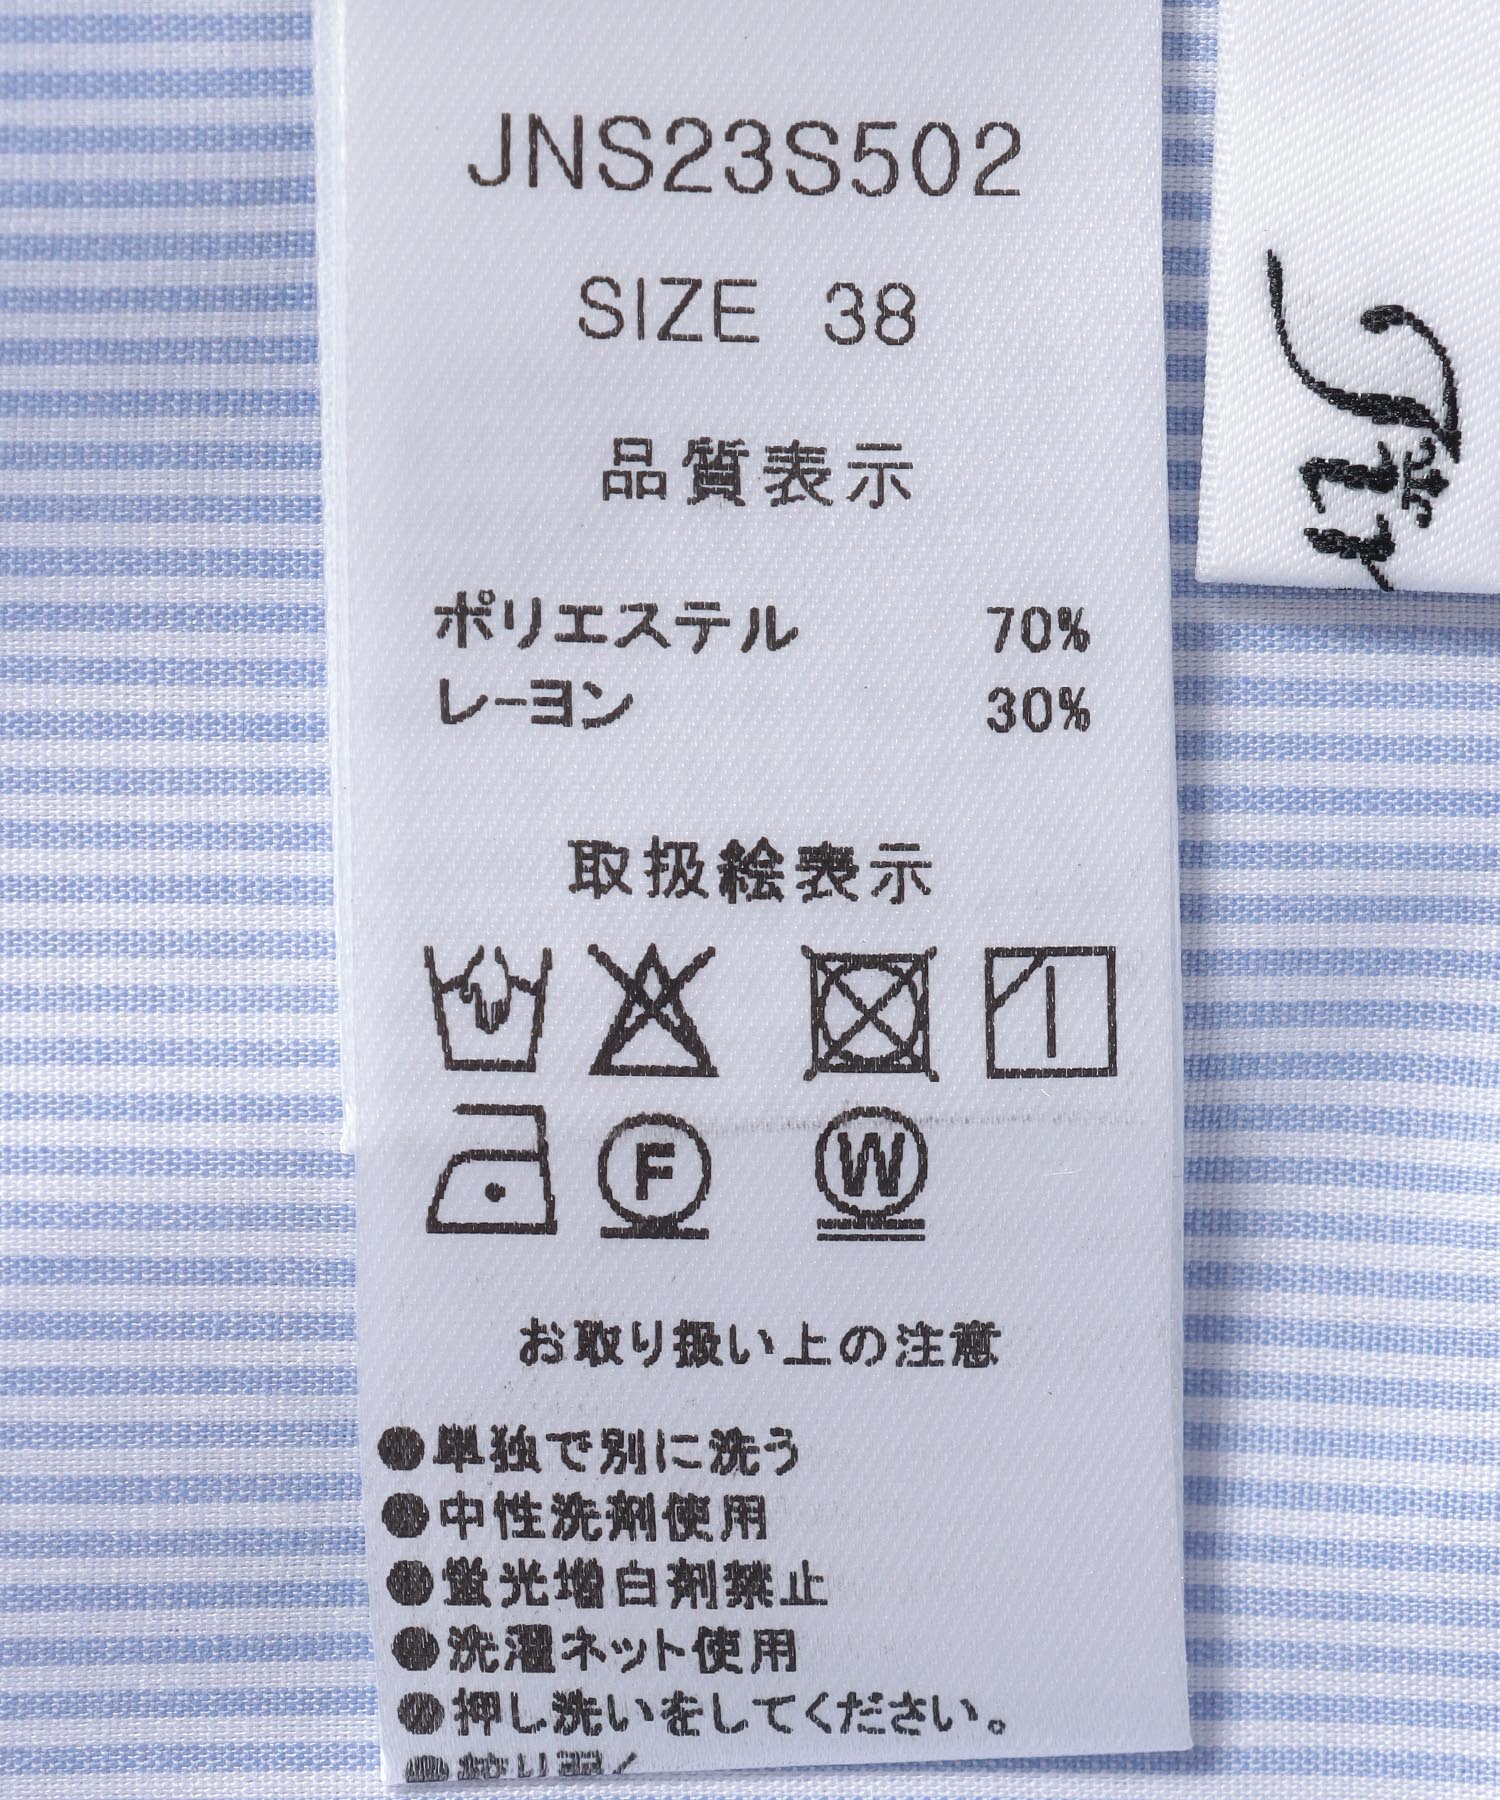 JNS23S502
SIZE 38
品質表示
ポリエステル 70%
レーヨン 30%
取扱絵表示
F W
お取り扱い上の注意
●単独で別に洗う
●中性洗剤使用
●蛍光増白剤禁止
●洗濯ネット使用
●押し洗いをしてください。